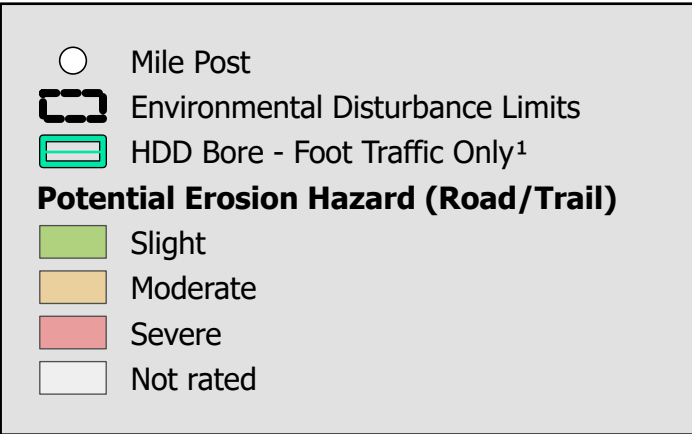 Mile Post
Environmental Disturbance Limits
HDD Bore - Foot Traffic Only¹
Potential Erosion Hazard (Road/Trail)
Slight
Moderate
Severe
Not rated